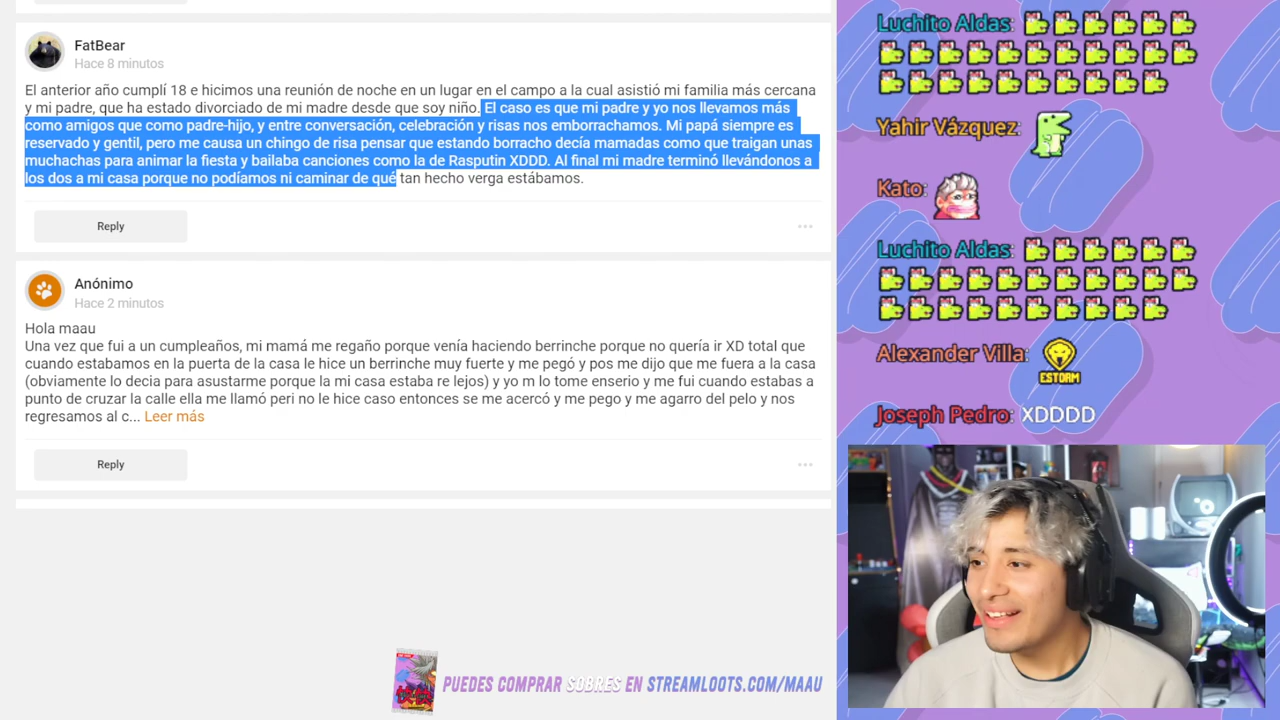 FatBear
Hace 8 minutos
El anterior año cumplí 18 e hicimos una reunión de noche en un lugar en el campo a la cual asistió mi familia más cercana
y mi padre, que ha estado divorciado de mi madre desde que soy niño. El caso es que mi padre y yo nos llevamos más
como amigos que como padre-hijo, y entre conversación, celebración y risas nos emborrachamos. Mi papá siempre es
reservado y gentil, pero me causa un chingo de risa pensar que estando borracho decía mamadas como que traigan unas
muchachas para animar la fiesta y bailaba canciones como la de Rasputin XDDD. Al final mi madre terminó llevándonos a
los dos a mi casa porque no podíamos ni caminar de qué tan hecho verga estábamos.
Reply
Anónimo
Hace 2 minutos
Hola maau
Una vez que fui a un cumpleaños, mi mamá me regaño porque venía haciendo berrinche porque no quería ir XD total que
cuando estabamos en la puerta de la casa le hice un berrinche muy fuerte y me pegó y pos me dijo que me fuera a la casa
(obviamente lo decia para asustarme porque la mi casa estaba re lejos) y yo m lo tome enserio y me fui cuando estabas a
punto de cruzar la calle ella me llamó peri no le hice caso entonces se me acercó y me pego y me agarro del pelo y nos
regresamos al c... Leer más
Reply
PUEDES COMPRAR SOBRES EN STREAMLOOTS.COM/MAAU
Luchito Aldas:
Yahir Vázquez:
Kato:
Luchito Aldas:
Alexander Villa:
ESTOAM
Joseph Pedro: XDDDD